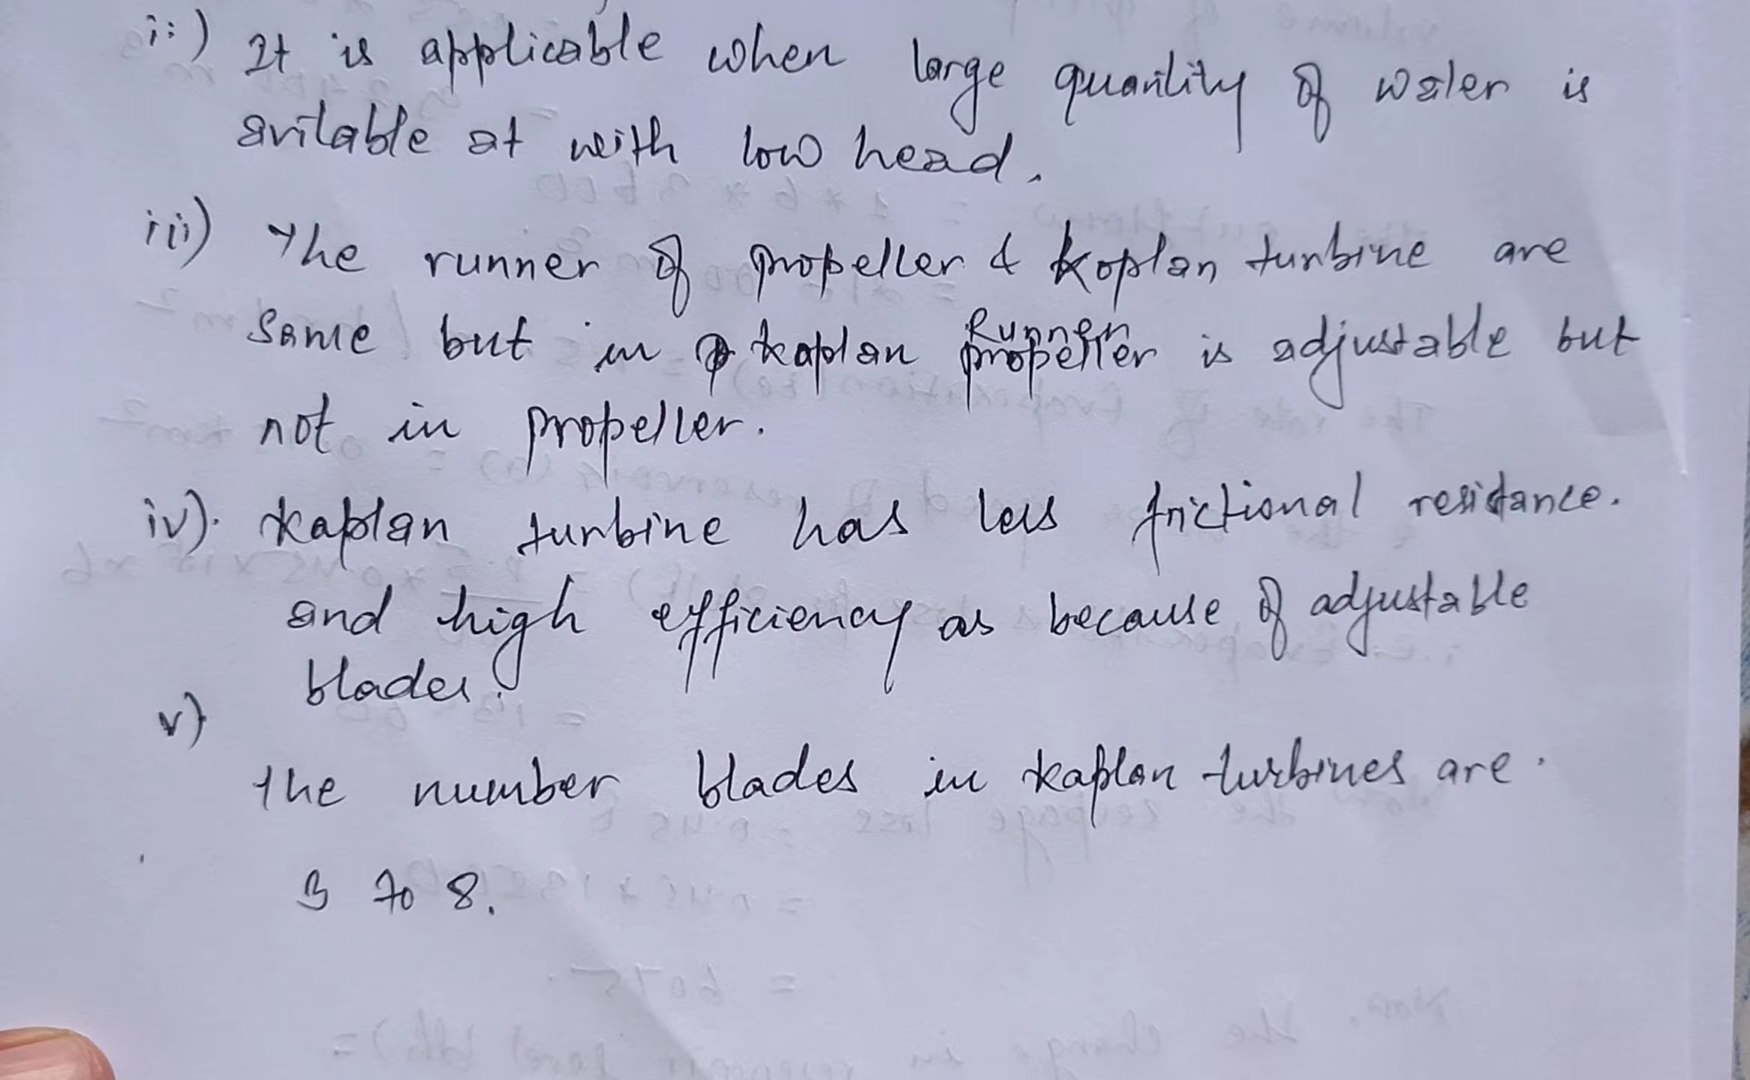 ii) It is applicable when large quantity of water is
avilable at with low head.
iii) The runner of propeller & Koplan turbine are
same but in kaplan Runner propeller is adjustable but
not in propeller.
iv). kaplan turbine has less frictional resistance.
and high efficiency as because of adjustable
blades.
v)
the number blades in kaplan turbines are.
3 to 8.